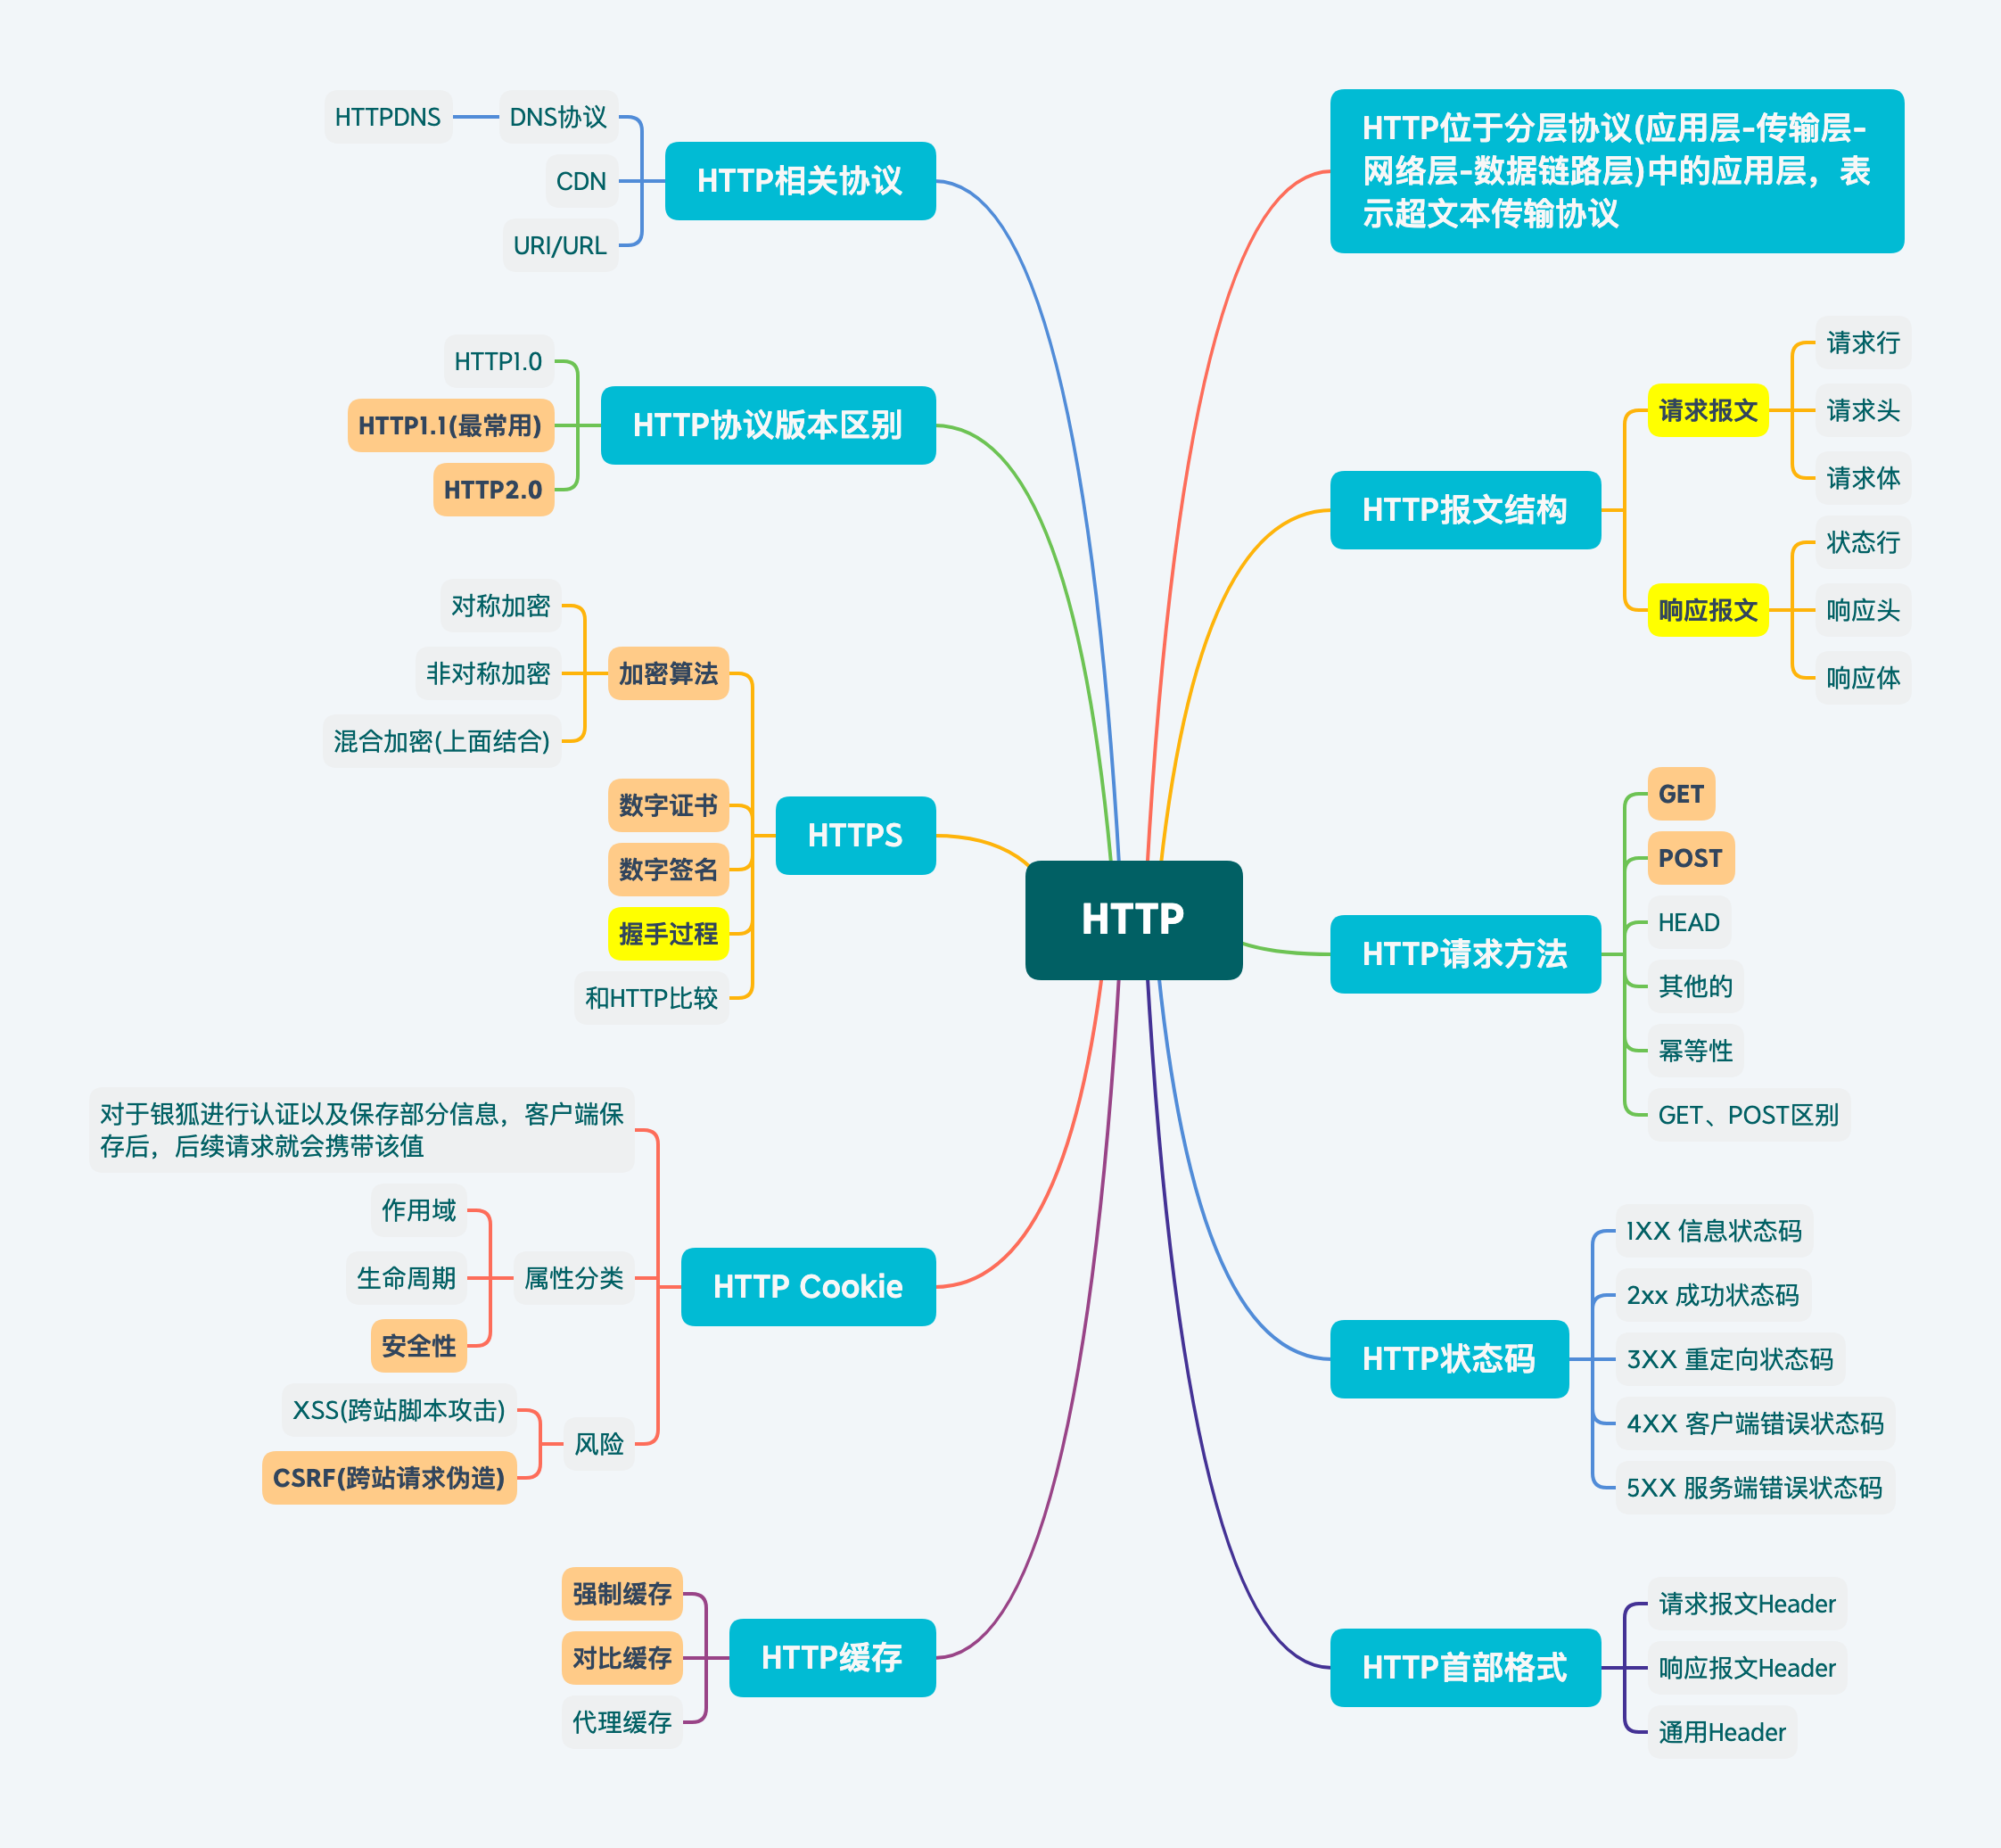 HTTP
HTTP位于分层协议(应用层-传输层-
网络层-数据链路层)中的应用层，表
示超文本传输协议
HTTP报文结构
请求报文
请求行
请求头
请求体
响应报文
状态行
响应头
响应体
HTTP请求方法
GET
POST
HEAD
其他的
幂等性
GET、POST区别
HTTP状态码
1XX 信息状态码
2xx 成功状态码
3XX 重定向状态码
4XX 客户端错误状态码
5XX 服务端错误状态码
HTTP首部格式
请求报文Header
响应报文Header
通用Header
HTTP相关协议
DNS协议
HTTPDNS
CDN
URI/URL
HTTP协议版本区别
HTTP1.0
HTTP1.1(最常用)
HTTP2.0
HTTPS
加密算法
对称加密
非对称加密
混合加密(上面结合)
数字证书
数字签名
握手过程
和HTTP比较
HTTP Cookie
对于银狐进行认证以及保存部分信息，客户端保
存后，后续请求就会携带该值
属性分类
作用域
生命周期
安全性
风险
XSS(跨站脚本攻击)
CSRF(跨站请求伪造)
HTTP缓存
强制缓存
对比缓存
代理缓存